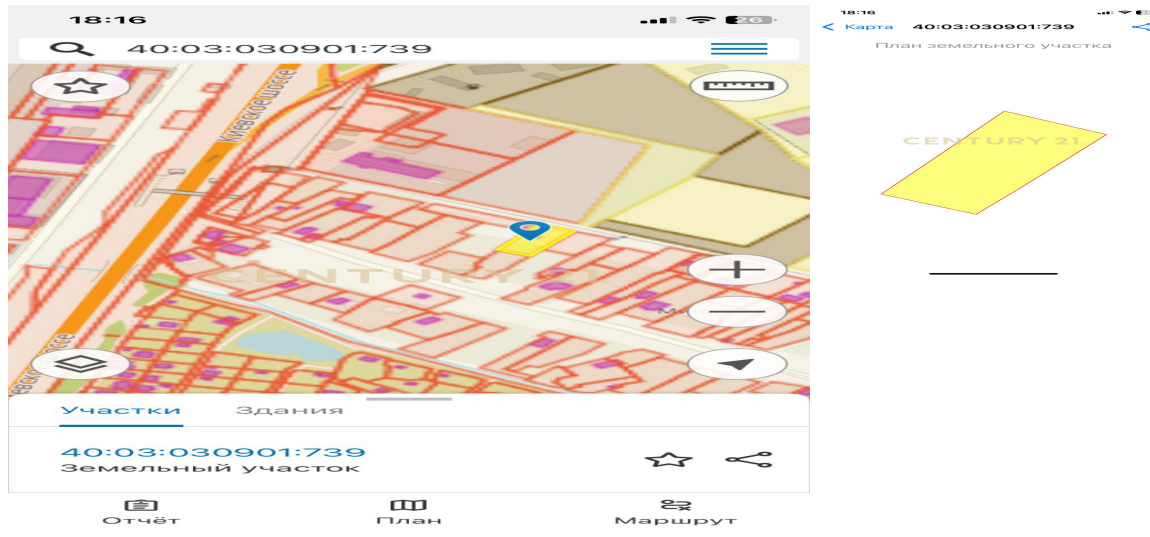 18:16
26
40:03:030901:739
Киевское шоссе
CENTURY 21
Участки
Здания
40:03:030901:739
Земельный участок
Отчёт
План
Маршрут
18:16
Карта
40:03:030901:739
План земельного участка
CENTURY 21